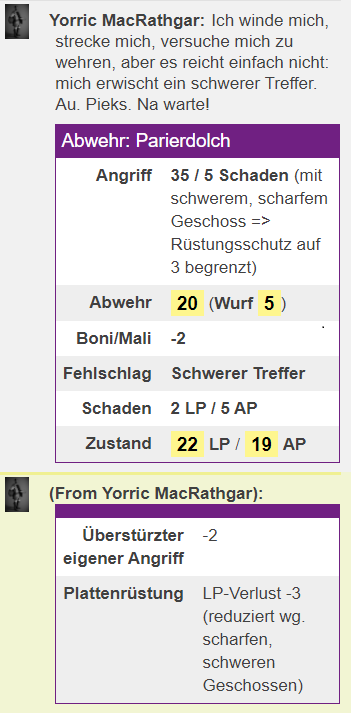 Yorric MacRathgar: Ich winde mich,
strecke mich, versuche mich zu
wehren, aber es reicht einfach nicht:
mich erwischt ein schwerer Treffer.
Au. Pieks. Na warte!
Abwehr: Parierdolch
Angriff 35 / 5 Schaden (mit
schwerem, scharfem
Geschoss =>
Rüstungsschutz auf
3 begrenzt)
Abwehr 20 (Wurf 5)
Boni/Mali -2
Fehlschlag Schwerer Treffer
Schaden 2 LP / 5 AP
Zustand 22 LP / 19 AP
(From Yorric MacRathgar):
Überstürzter -2
eigener Angriff
Plattenrüstung LP-Verlust -3
(reduziert wg.
scharfen,
schweren
Geschossen)